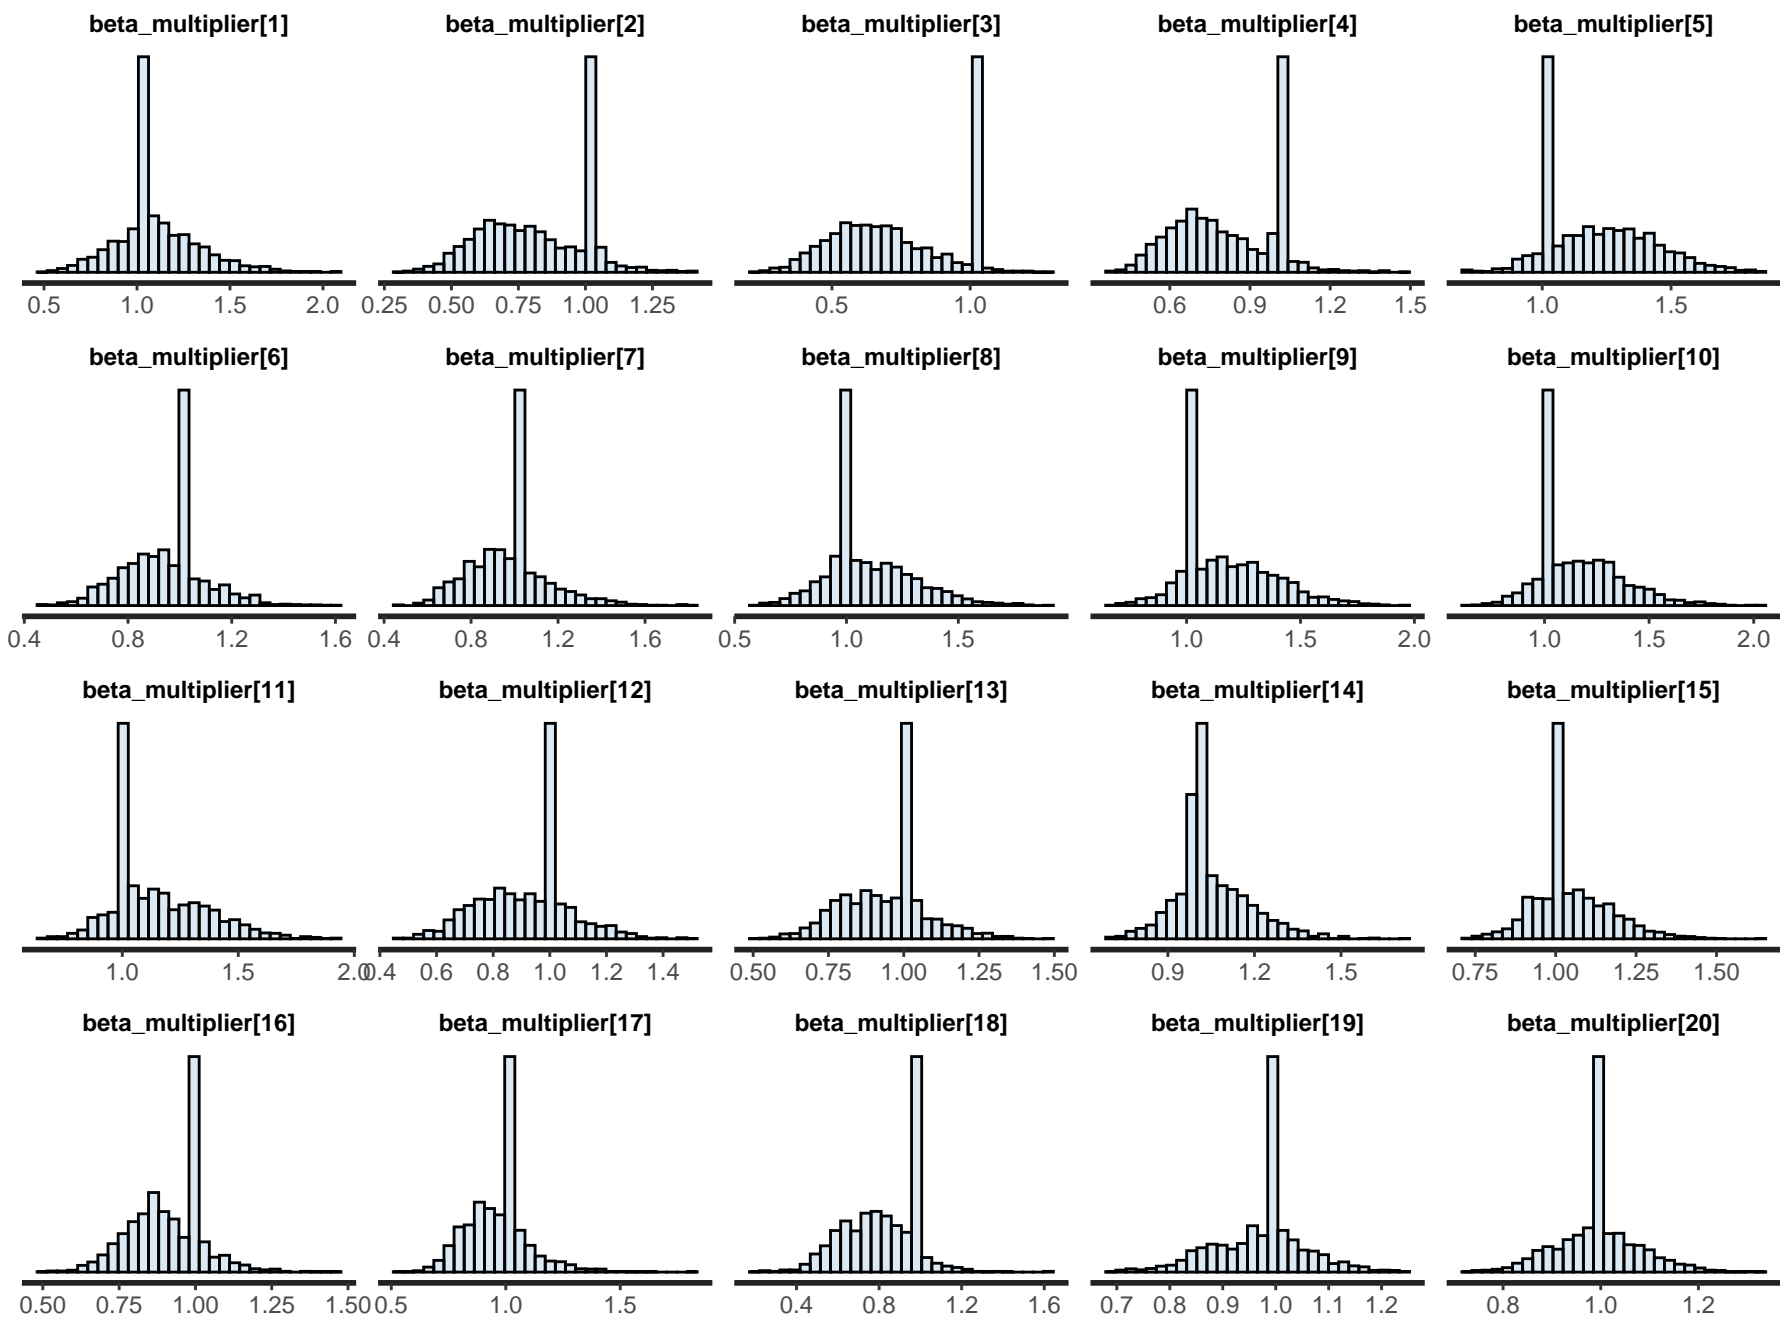 beta_multiplier[1] beta_multiplier[2] beta_multiplier[3] beta_multiplier[4] beta_multiplier[5]
0.5 1.0 1.5 2.0 0.25 0.50 0.75 1.00 1.25 0.5 1.0 0.6 0.9 1.2 1.5 1.0 1.5
beta_multiplier[6] beta_multiplier[7] beta_multiplier[8] beta_multiplier[9] beta_multiplier[10]
0.4 0.8 1.2 1.6 0.4 0.8 1.2 1.6 0.5 1.0 1.5 1.0 1.5 2.0 1.0 1.5 2.0
beta_multiplier[11] beta_multiplier[12] beta_multiplier[13] beta_multiplier[14] beta_multiplier[15]
1.0 1.5 2.0 0.4 0.6 0.8 1.0 1.2 1.4 0.50 0.75 1.00 1.25 1.50 0.9 1.2 1.5 0.75 1.00 1.25 1.50
beta_multiplier[16] beta_multiplier[17] beta_multiplier[18] beta_multiplier[19] beta_multiplier[20]
0.50 0.75 1.00 1.25 1.50 0.5 1.0 1.5 0.4 0.8 1.2 1.6 0.7 0.8 0.9 1.0 1.1 1.2 0.8 1.0 1.2